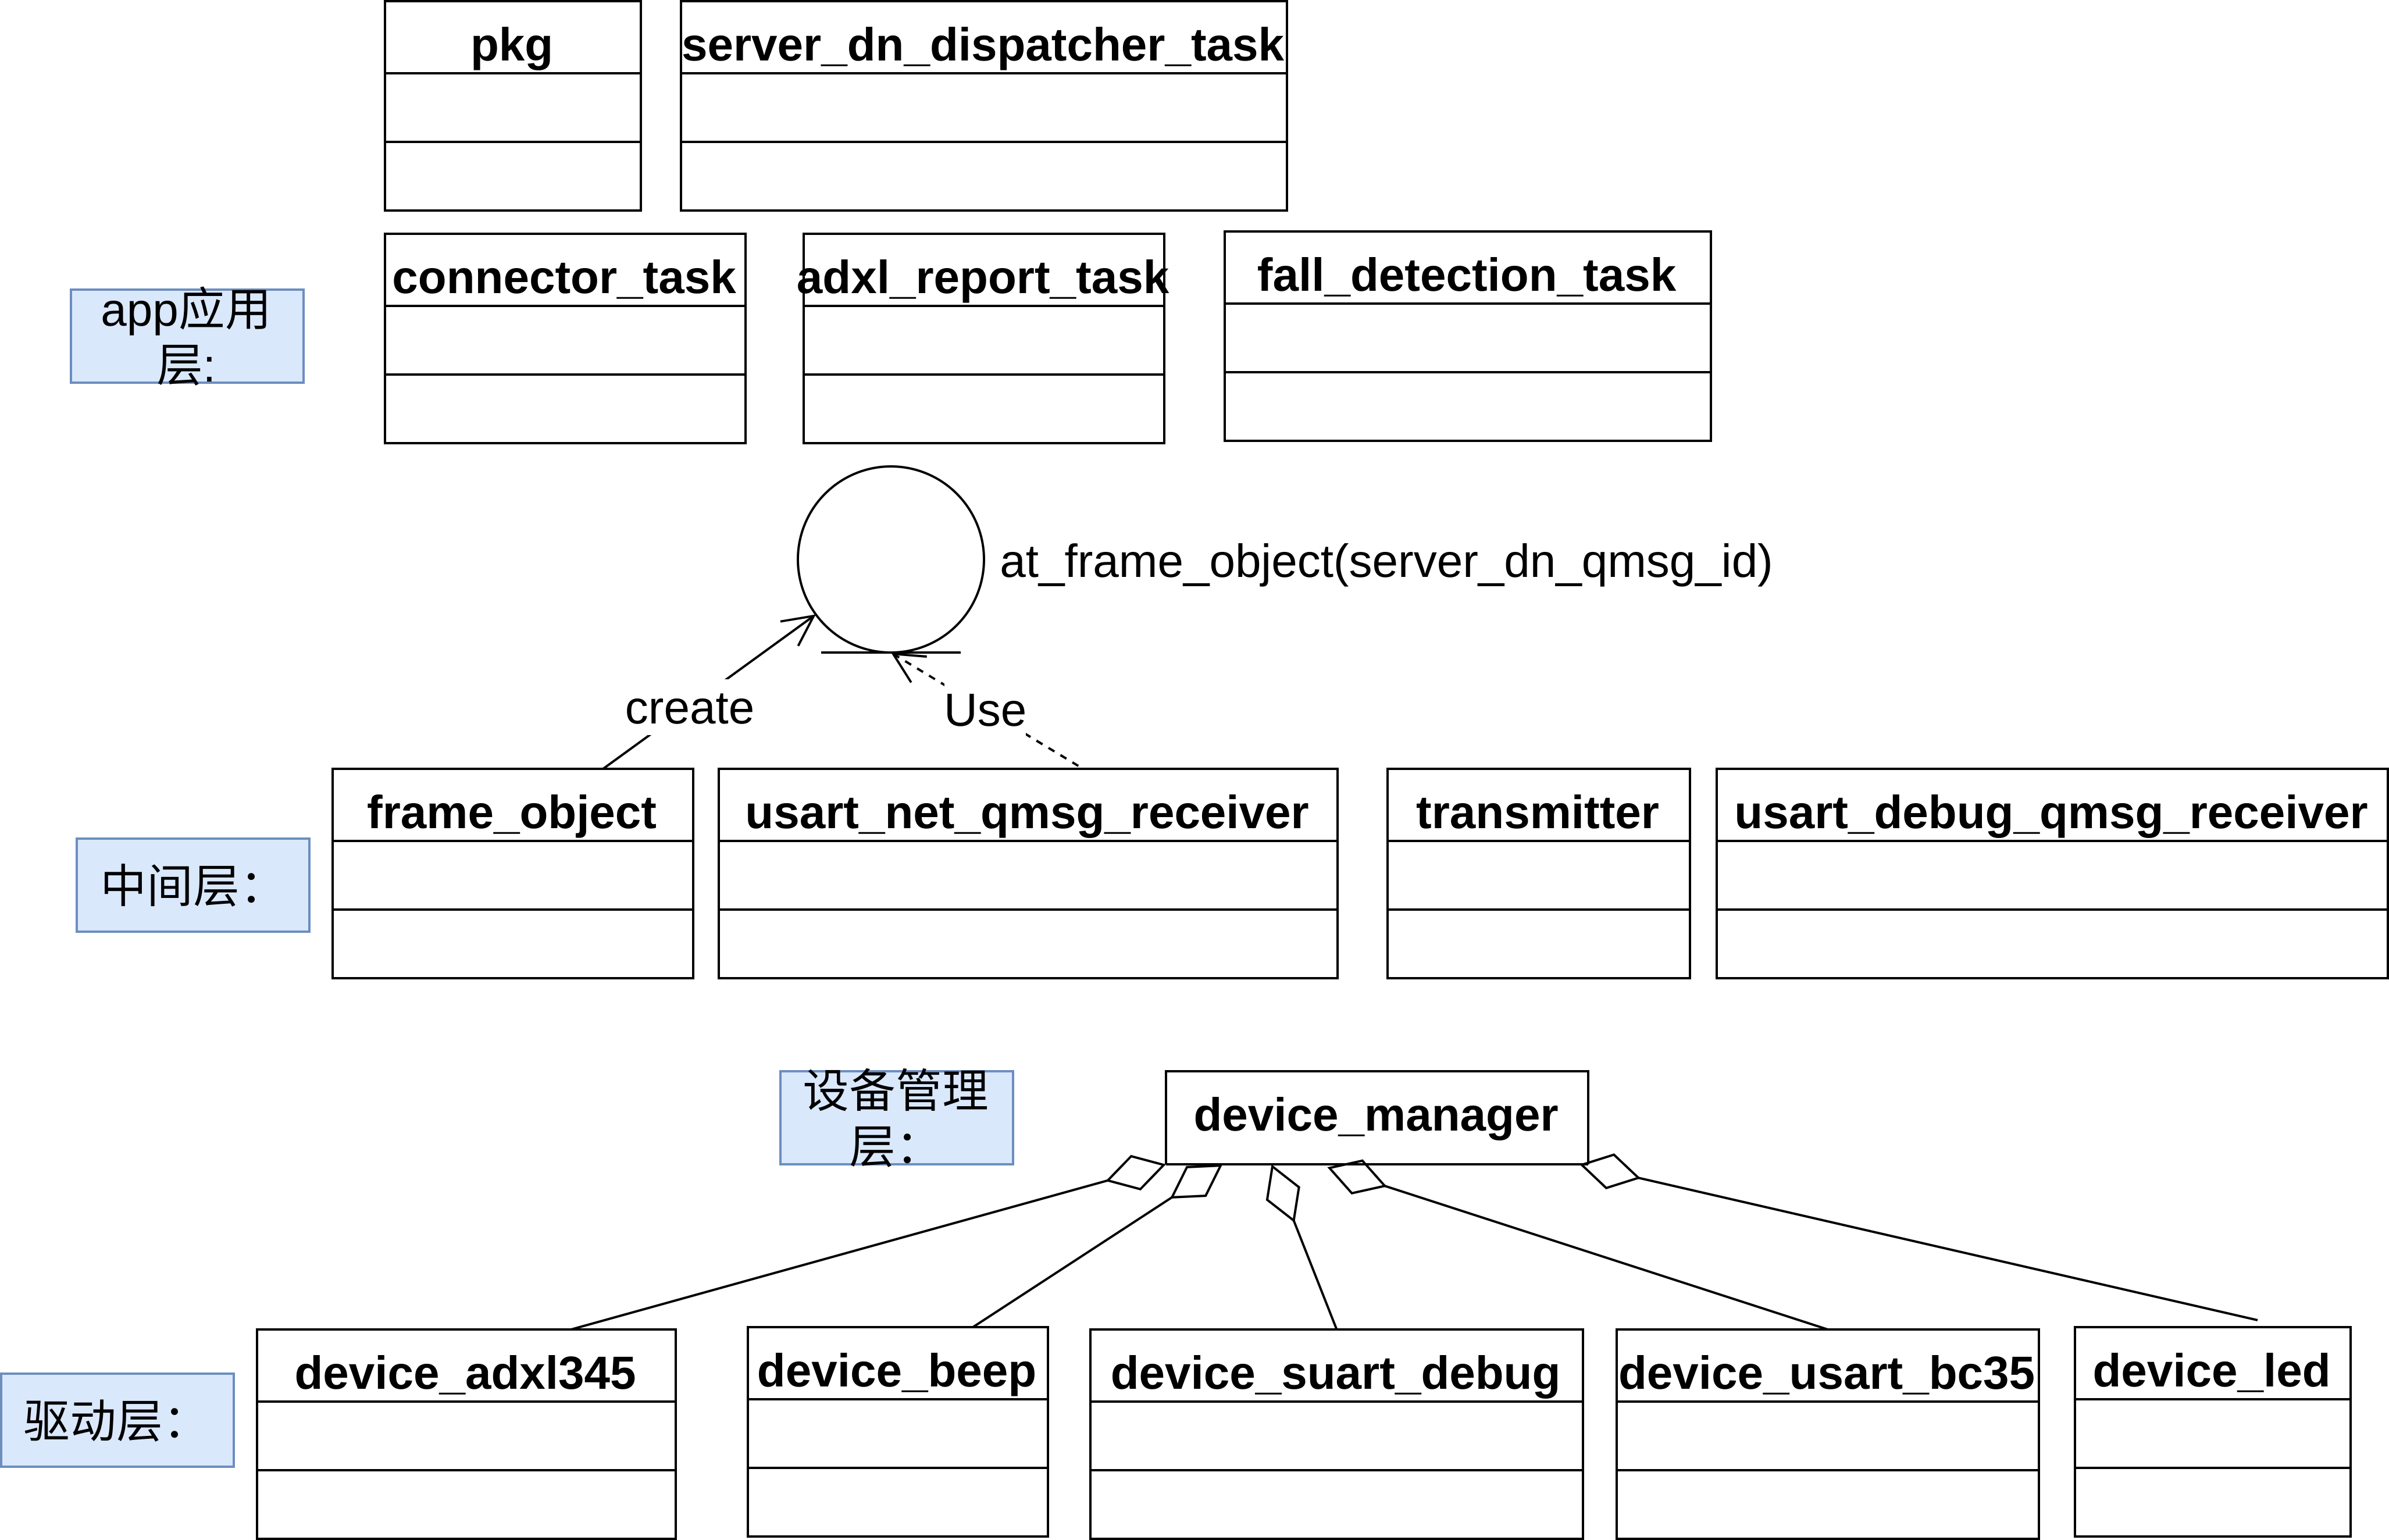 pkg
server_dn_dispatcher_task
app应用
层:
connector_task
adxl_report_task
fall_detection_task
at_frame_object(server_dn_qmsg_id)
create
Use
中间层：
frame_object
usart_net_qmsg_receiver
transmitter
usart_debug_qmsg_receiver
设备管理
层：
device_manager
驱动层：
device_adxl345
device_beep
device_suart_debug
device_usart_bc35
device_led